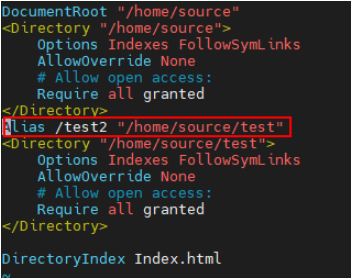 DocumentRoot "/home/source"
<Directory "/home/source">
    Options Indexes FollowSymLinks
    AllowOverride None
    # Allow open access:
    Require all granted
</Directory>
Alias /test2 "/home/source/test"
<Directory "/home/source/test">
    Options Indexes FollowSymLinks
    AllowOverride None
    # Allow open access:
    Require all granted
</Directory>

DirectoryIndex Index.html
~